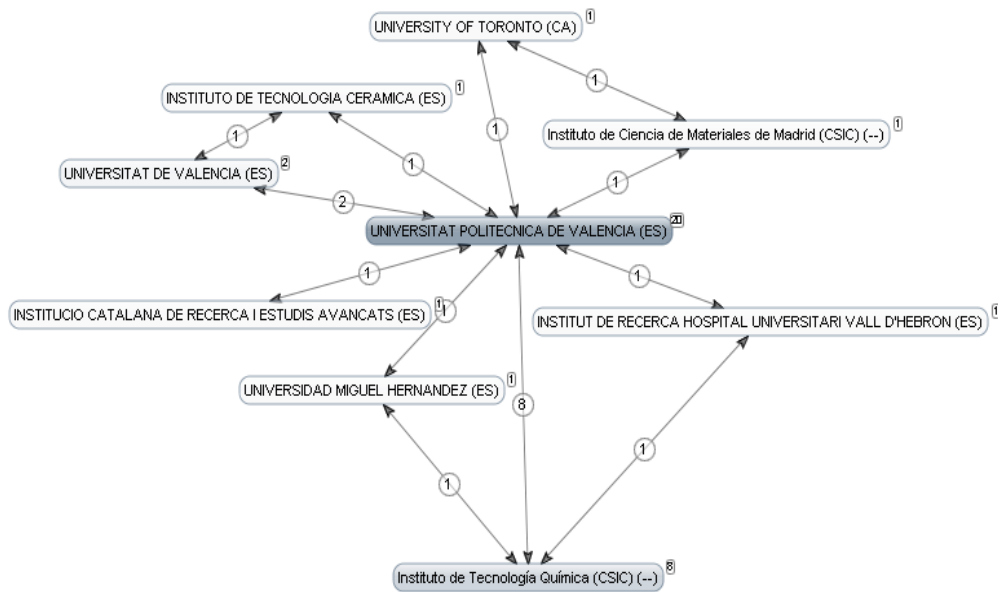 UNIVERSITY OF TORONTO (CA) 1
1
INSTITUTO DE TECNOLOGIA CERAMICA (ES) 1
1
1
Instituto de Ciencia de Materiales de Madrid (CSIC) (--) 1
1
1
UNIVERSITAT DE VALENCIA (ES) 2
1
2
UNIVERSITAT POLITECNICA DE VALENCIA (ES) 20
1
1
INSTITUCIO CATALANA DE RECERCA I ESTUDIS AVANCATS (ES) 1
1
INSTITUT DE RECERCA HOSPITAL UNIVERSITARI VALL D'HEBRON (ES) 1
UNIVERSIDAD MIGUEL HERNANDEZ (ES) 1
8
1
1
Instituto de Tecnología Química (CSIC) (--) 8